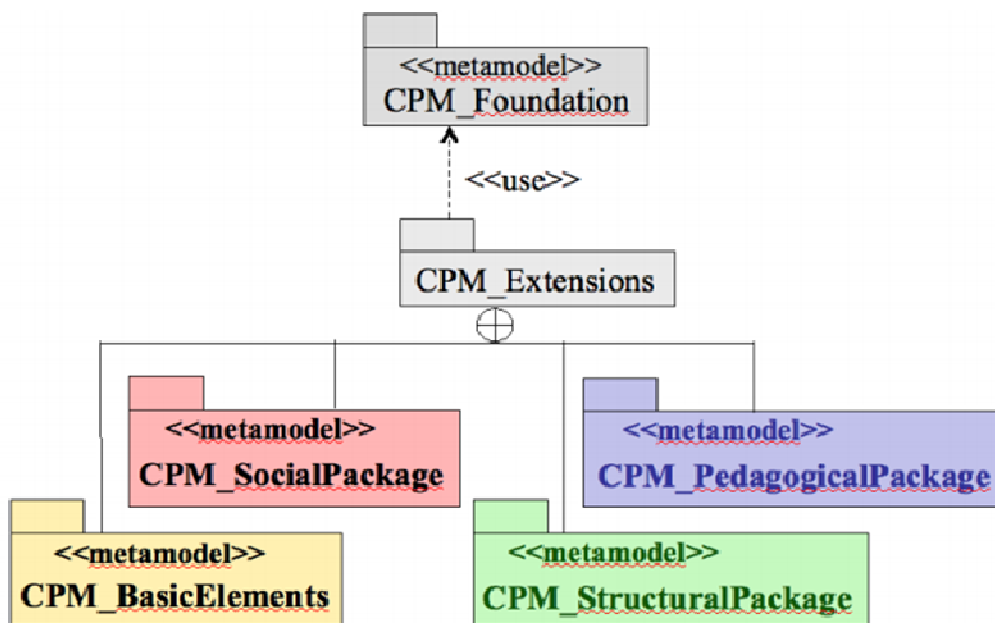 <<metamodel>>
CPM_Foundation
<<use>>
CPM_Extensions
<<metamodel>>
CPM_SocialPackage
<<metamodel>>
CPM_PedagogicalPackage
<<metamodel>>
CPM_BasicElements
<<metamodel>>
CPM_StructuralPackage